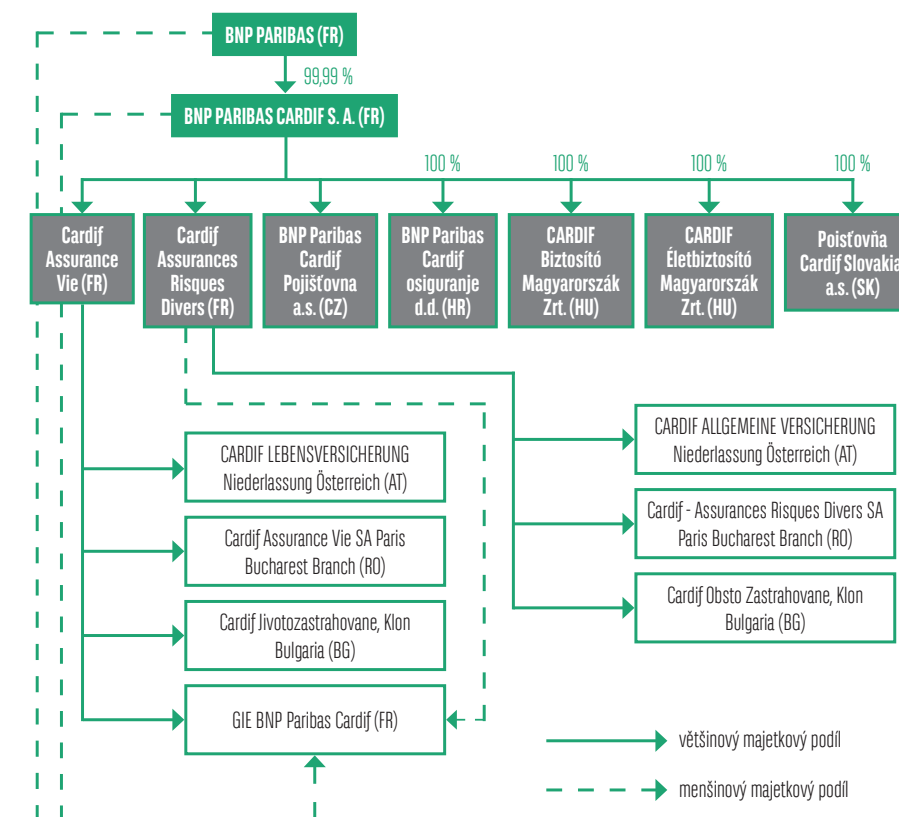 BNP PARIBAS (FR)
99,99 %
BNP PARIBAS CARDIF S. A. (FR)
100 %
100 %
100 %
100 %
Cardif
Assurance
Vie (FR)
Cardif
Assurances
Risques
Divers (FR)
BNP Paribas
Cardif
Pojišťovna
a.s. (CZ)
BNP Paribas
Cardif
osiguranje
d.d. (HR)
CARDIF
Biztosító
Magyarorszák
Zrt. (HU)
CARDIF
Életbiztosító
Magyarorszák
Zrt. (HU)
Poisťovňa
Cardif Slovakia
a.s. (SK)
CARDIF LEBENSVERSICHERUNG
Niederlassung Österreich (AT)
Cardif Assurance Vie SA Paris
Bucharest Branch (RO)
Cardif Jivotozastrahovane, Klon
Bulgaria (BG)
GIE BNP Paribas Cardif (FR)
CARDIF ALLGEMEINE VERSICHERUNG
Niederlassung Österreich (AT)
Cardif - Assurances Risques Divers SA
Paris Bucharest Branch (RO)
Cardif Obsto Zastrahovane, Klon
Bulgaria (BG)
většinový majetkový podíl
menšinový majetkový podíl